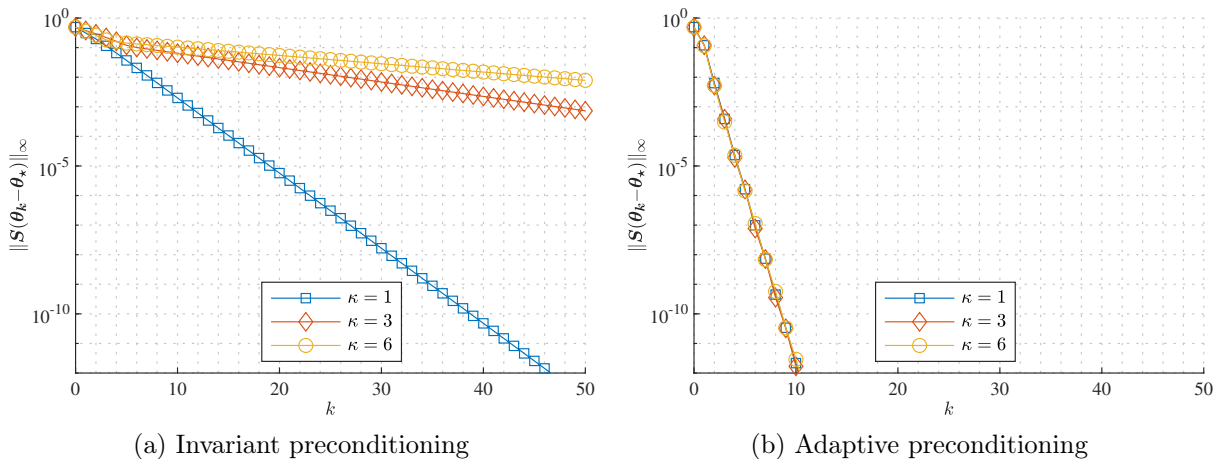 10^0
10^-5
10^-10
‖S(θ_k−θ_⋆)‖_∞
κ = 1
κ = 3
κ = 6
0 10 20 30 40 50
k
(a) Invariant preconditioning
10^0
10^-5
10^-10
‖S(θ_k−θ_⋆)‖_∞
κ = 1
κ = 3
κ = 6
0 10 20 30 40 50
k
(b) Adaptive preconditioning